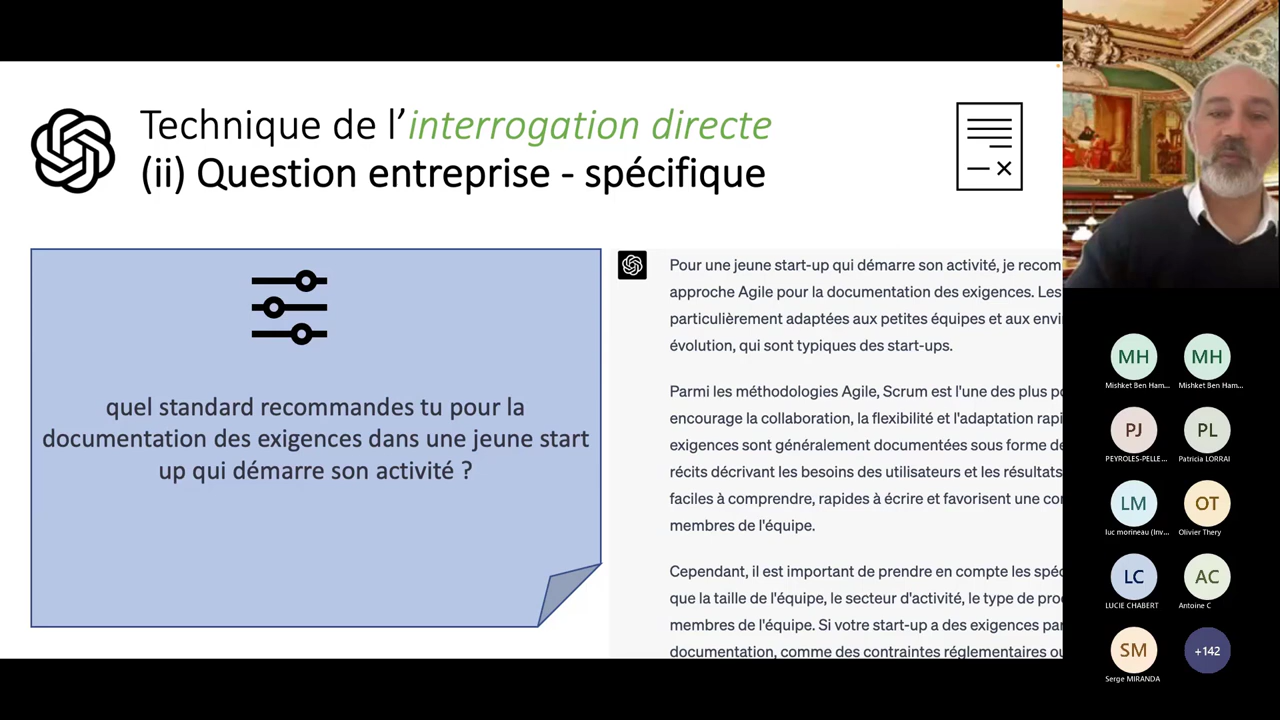 Technique de l'interrogation directe
(ii) Question entreprise - spécifique
quel standard recommandes tu pour la
documentation des exigences dans une jeune start
up qui démarre son activité ?
Pour une jeune start-up qui démarre son activité, je recom
approche Agile pour la documentation des exigences. Les
particulièrement adaptées aux petites équipes et aux envi
évolution, qui sont typiques des start-ups.
Parmi les méthodologies Agile, Scrum est l'une des plus po
encourage la collaboration, la flexibilité et l'adaptation rapi
exigences sont généralement documentées sous forme de
récits décrivant les besoins des utilisateurs et les résultats
faciles à comprendre, rapides à écrire et favorisent une co
membres de l'équipe.
Cependant, il est important de prendre en compte les spéc
que la taille de l'équipe, le secteur d'activité, le type de pro
membres de l'équipe. Si votre start-up a des exigences par
documentation, comme des contraintes réglementaires ou
MH
Mishket Ben Ham...
MH
Mishket Ben Ham...
PJ
PEYROLES-PELLE...
PL
Patricia LORRAI
LM
luc morineau (Inv...
OT
Olivier Thery
LC
LUCIE CHABERT
AC
Antoine C
SM
Serge MIRANDA
+142